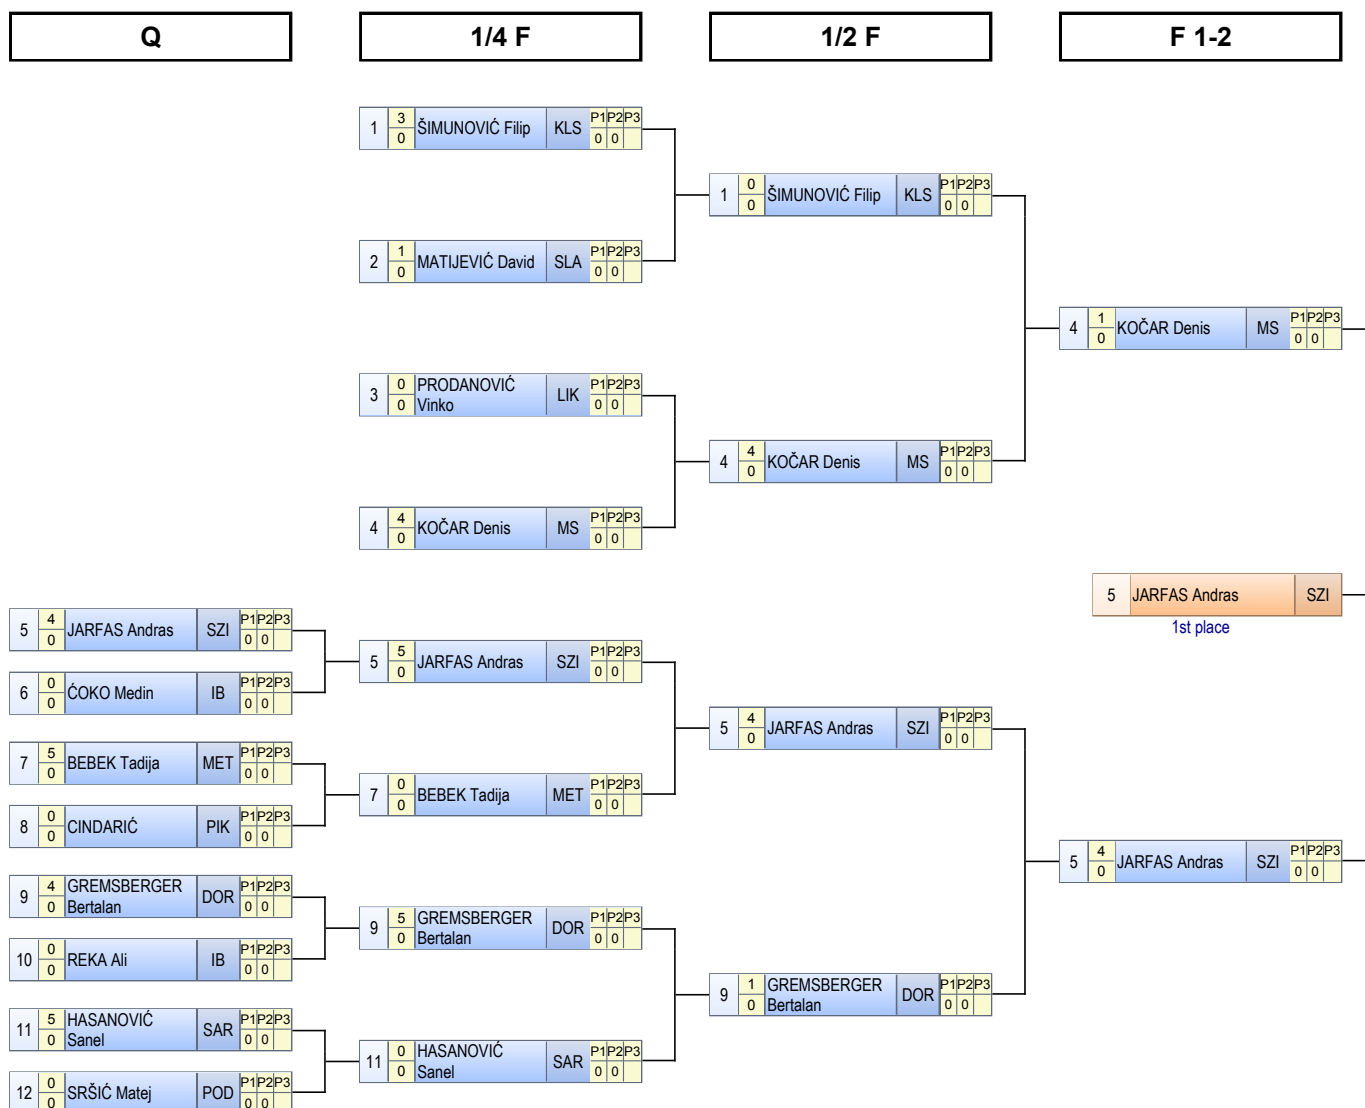 Q 1/4 F 1/2 F F 1-2
1 3 0 ŠIMUNOVIĆ Filip KLS P1 P2 P3 0 0
1 0 0 ŠIMUNOVIĆ Filip KLS P1 P2 P3 0 0
2 1 0 MATIJEVIĆ David SLA P1 P2 P3 0 0
4 1 0 KOČAR Denis MS P1 P2 P3 0 0
3 0 0 PRODANOVIĆ
Vinko LIK P1 P2 P3 0 0
4 4 0 KOČAR Denis MS P1 P2 P3 0 0
4 4 0 KOČAR Denis MS P1 P2 P3 0 0
5 JARFAS Andras SZI
1st place
5 4 0 JARFAS Andras SZI P1 P2 P3 0 0
5 5 0 JARFAS Andras SZI P1 P2 P3 0 0
6 0 0 ĆOKO Medin IB P1 P2 P3 0 0
5 4 0 JARFAS Andras SZI P1 P2 P3 0 0
7 5 0 BEBEK Tadija MET P1 P2 P3 0 0
7 0 0 BEBEK Tadija MET P1 P2 P3 0 0
8 0 0 CINDARIĆ PIK P1 P2 P3 0 0
5 4 0 JARFAS Andras SZI P1 P2 P3 0 0
9 4 0 GREMSBERGER
Bertalan DOR P1 P2 P3 0 0
9 5 0 GREMSBERGER
Bertalan DOR P1 P2 P3 0 0
10 0 0 REKA Ali IB P1 P2 P3 0 0
9 1 0 GREMSBERGER
Bertalan DOR P1 P2 P3 0 0
11 5 0 HASANOVIĆ
Sanel SAR P1 P2 P3 0 0
11 0 0 HASANOVIĆ
Sanel SAR P1 P2 P3 0 0
12 0 0 SRŠIĆ Matej POD P1 P2 P3 0 0